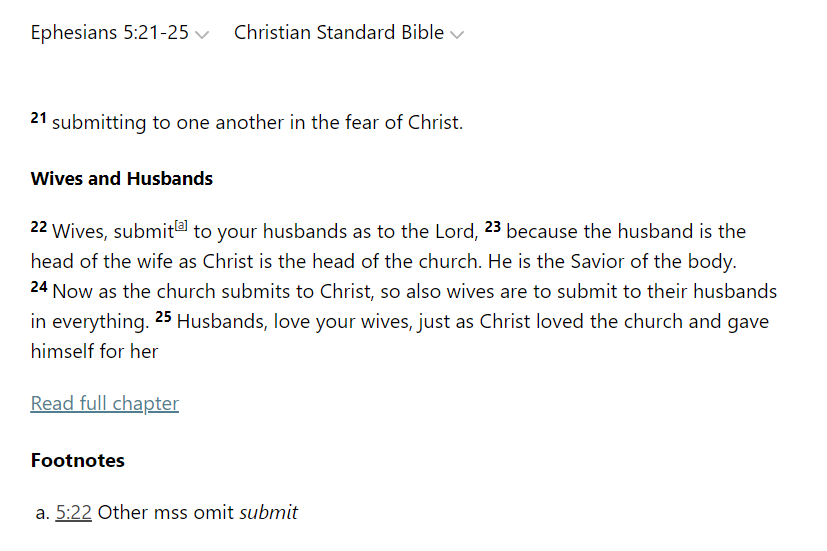 Ephesians 5:21-25 Christian Standard Bible
21 submitting to one another in the fear of Christ.
Wives and Husbands
22 Wives, submit[a] to your husbands as to the Lord, 23 because the husband is the
head of the wife as Christ is the head of the church. He is the Savior of the body.
24 Now as the church submits to Christ, so also wives are to submit to their husbands
in everything. 25 Husbands, love your wives, just as Christ loved the church and gave
himself for her
Read full chapter
Footnotes
a. 5:22 Other mss omit submit